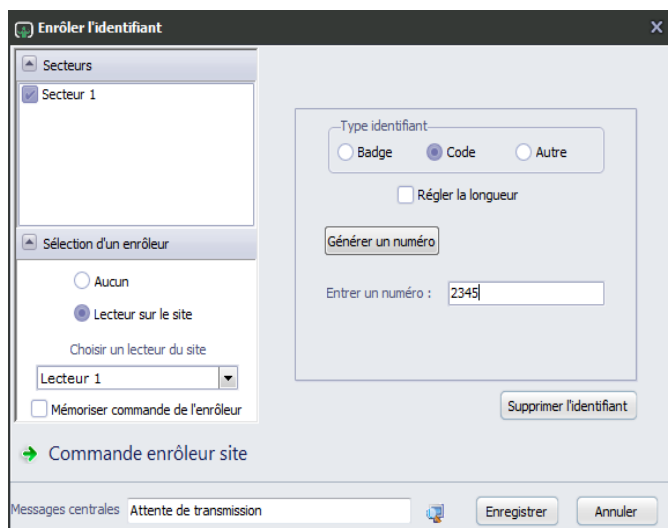 Enrôler l'identifiant
Secteurs
Secteur 1
Sélection d'un enrôleur
Aucun
Lecteur sur le site
Choisir un lecteur du site
Lecteur 1
Mémoriser commande de l'enrôleur
Type identifiant
Badge Code Autre
Régler la longueur
Générer un numéro
Entrer un numéro : 2345
Supprimer l'identifiant
Commande enrôleur site
Messages centrales Attente de transmission Enregistrer Annuler